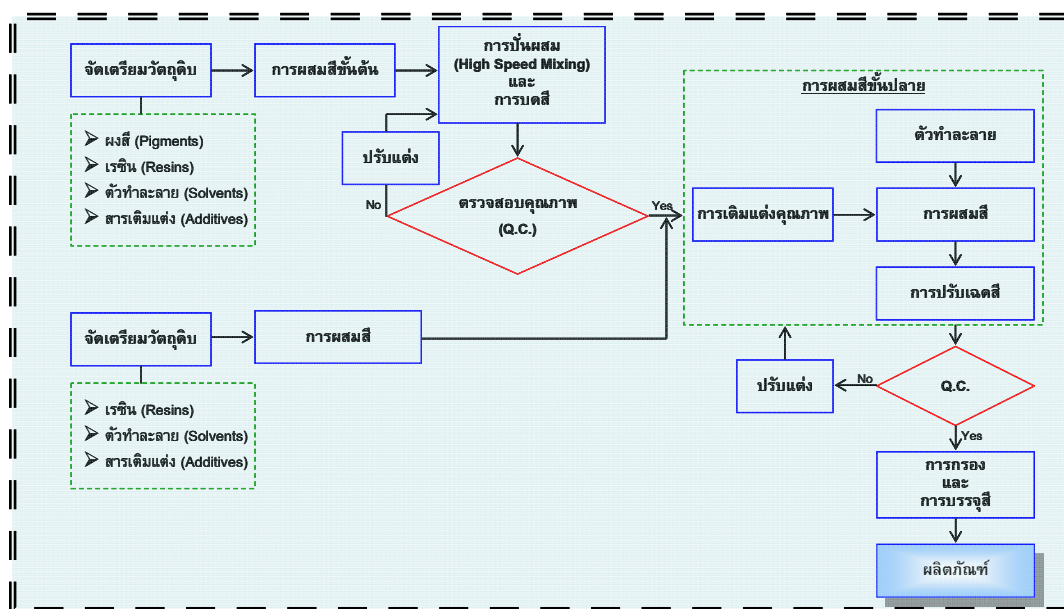 จัดเตรียมวัตถุดิบ
การผสมสีขั้นต้น
การปั่นผสม
(High Speed Mixing)
และ
การบดสี
ผงสี (Pigments)
เรซิน (Resins)
ตัวทำละลาย (Solvents)
สารเติมแต่ง (Additives)
ปรับแต่ง
No
ตรวจสอบคุณภาพ
(Q.C.)
Yes
การผสมสีขั้นปลาย
ตัวทำละลาย
การเติมแต่งคุณภาพ
การผสมสี
การปรับเฉดสี
จัดเตรียมวัตถุดิบ
การผสมสี
เรซิน (Resins)
ตัวทำละลาย (Solvents)
สารเติมแต่ง (Additives)
ปรับแต่ง
No
Q.C.
Yes
การกรอง
และ
การบรรจุสี
ผลิตภัณฑ์